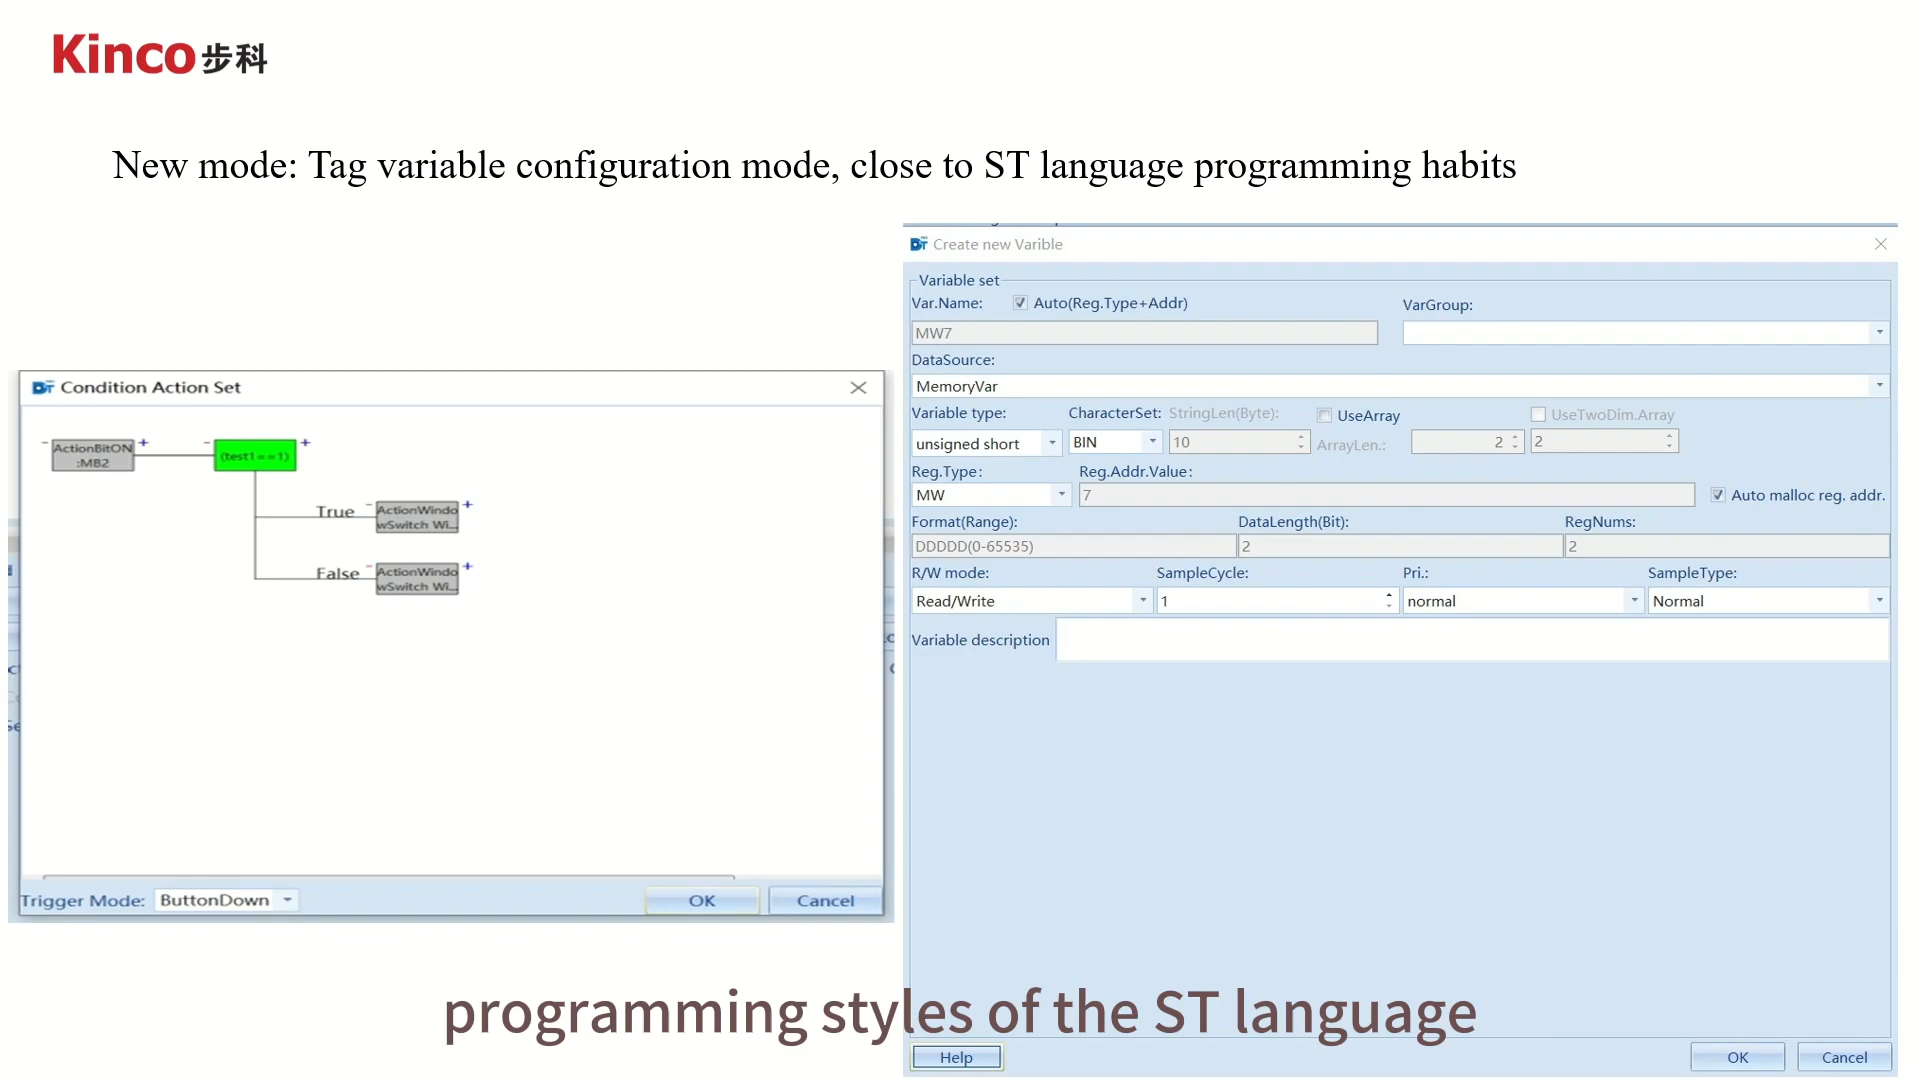 Kinco 步科
New mode: Tag variable configuration mode, close to ST language programming habits
Condition Action Set
ActionBitON
:MB2
(test1==1)
True
ActionWindo
wSwitch Wi...
False
ActionWindo
wSwitch Wi...
Trigger Mode: ButtonDown
OK Cancel
Create new Varible
Variable set
Var.Name: Auto(Reg.Type+Addr) VarGroup:
MW7
DataSource:
MemoryVar
Variable type: CharacterSet: StringLen(Byte): UseArray UseTwoDim.Array
unsigned short BIN 10 ArrayLen.: 2 2
Reg.Type: Reg.Addr.Value:
MW 7 Auto malloc reg. addr.
Format(Range): DataLength(Bit): RegNums:
DDDDD(0-65535) 2 2
R/W mode: SampleCycle: Pri.: SampleType:
Read/Write 1 normal Normal
Variable description
programming styles of the ST language
Help OK Cancel